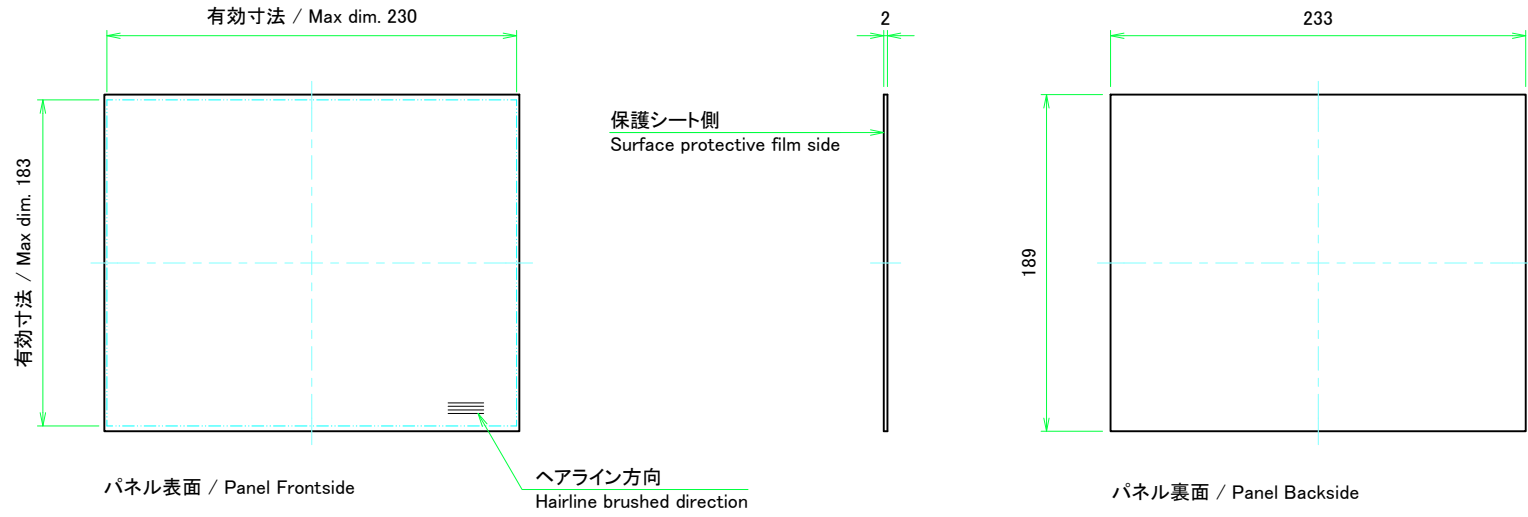 有効寸法 / Max dim. 230
2
233
有効寸法 / Max dim. 183
保護シート側
Surface protective film side
189
ヘアライン方向
Hairline brushed direction
パネル表面 / Panel Frontside
パネル裏面 / Panel Backside